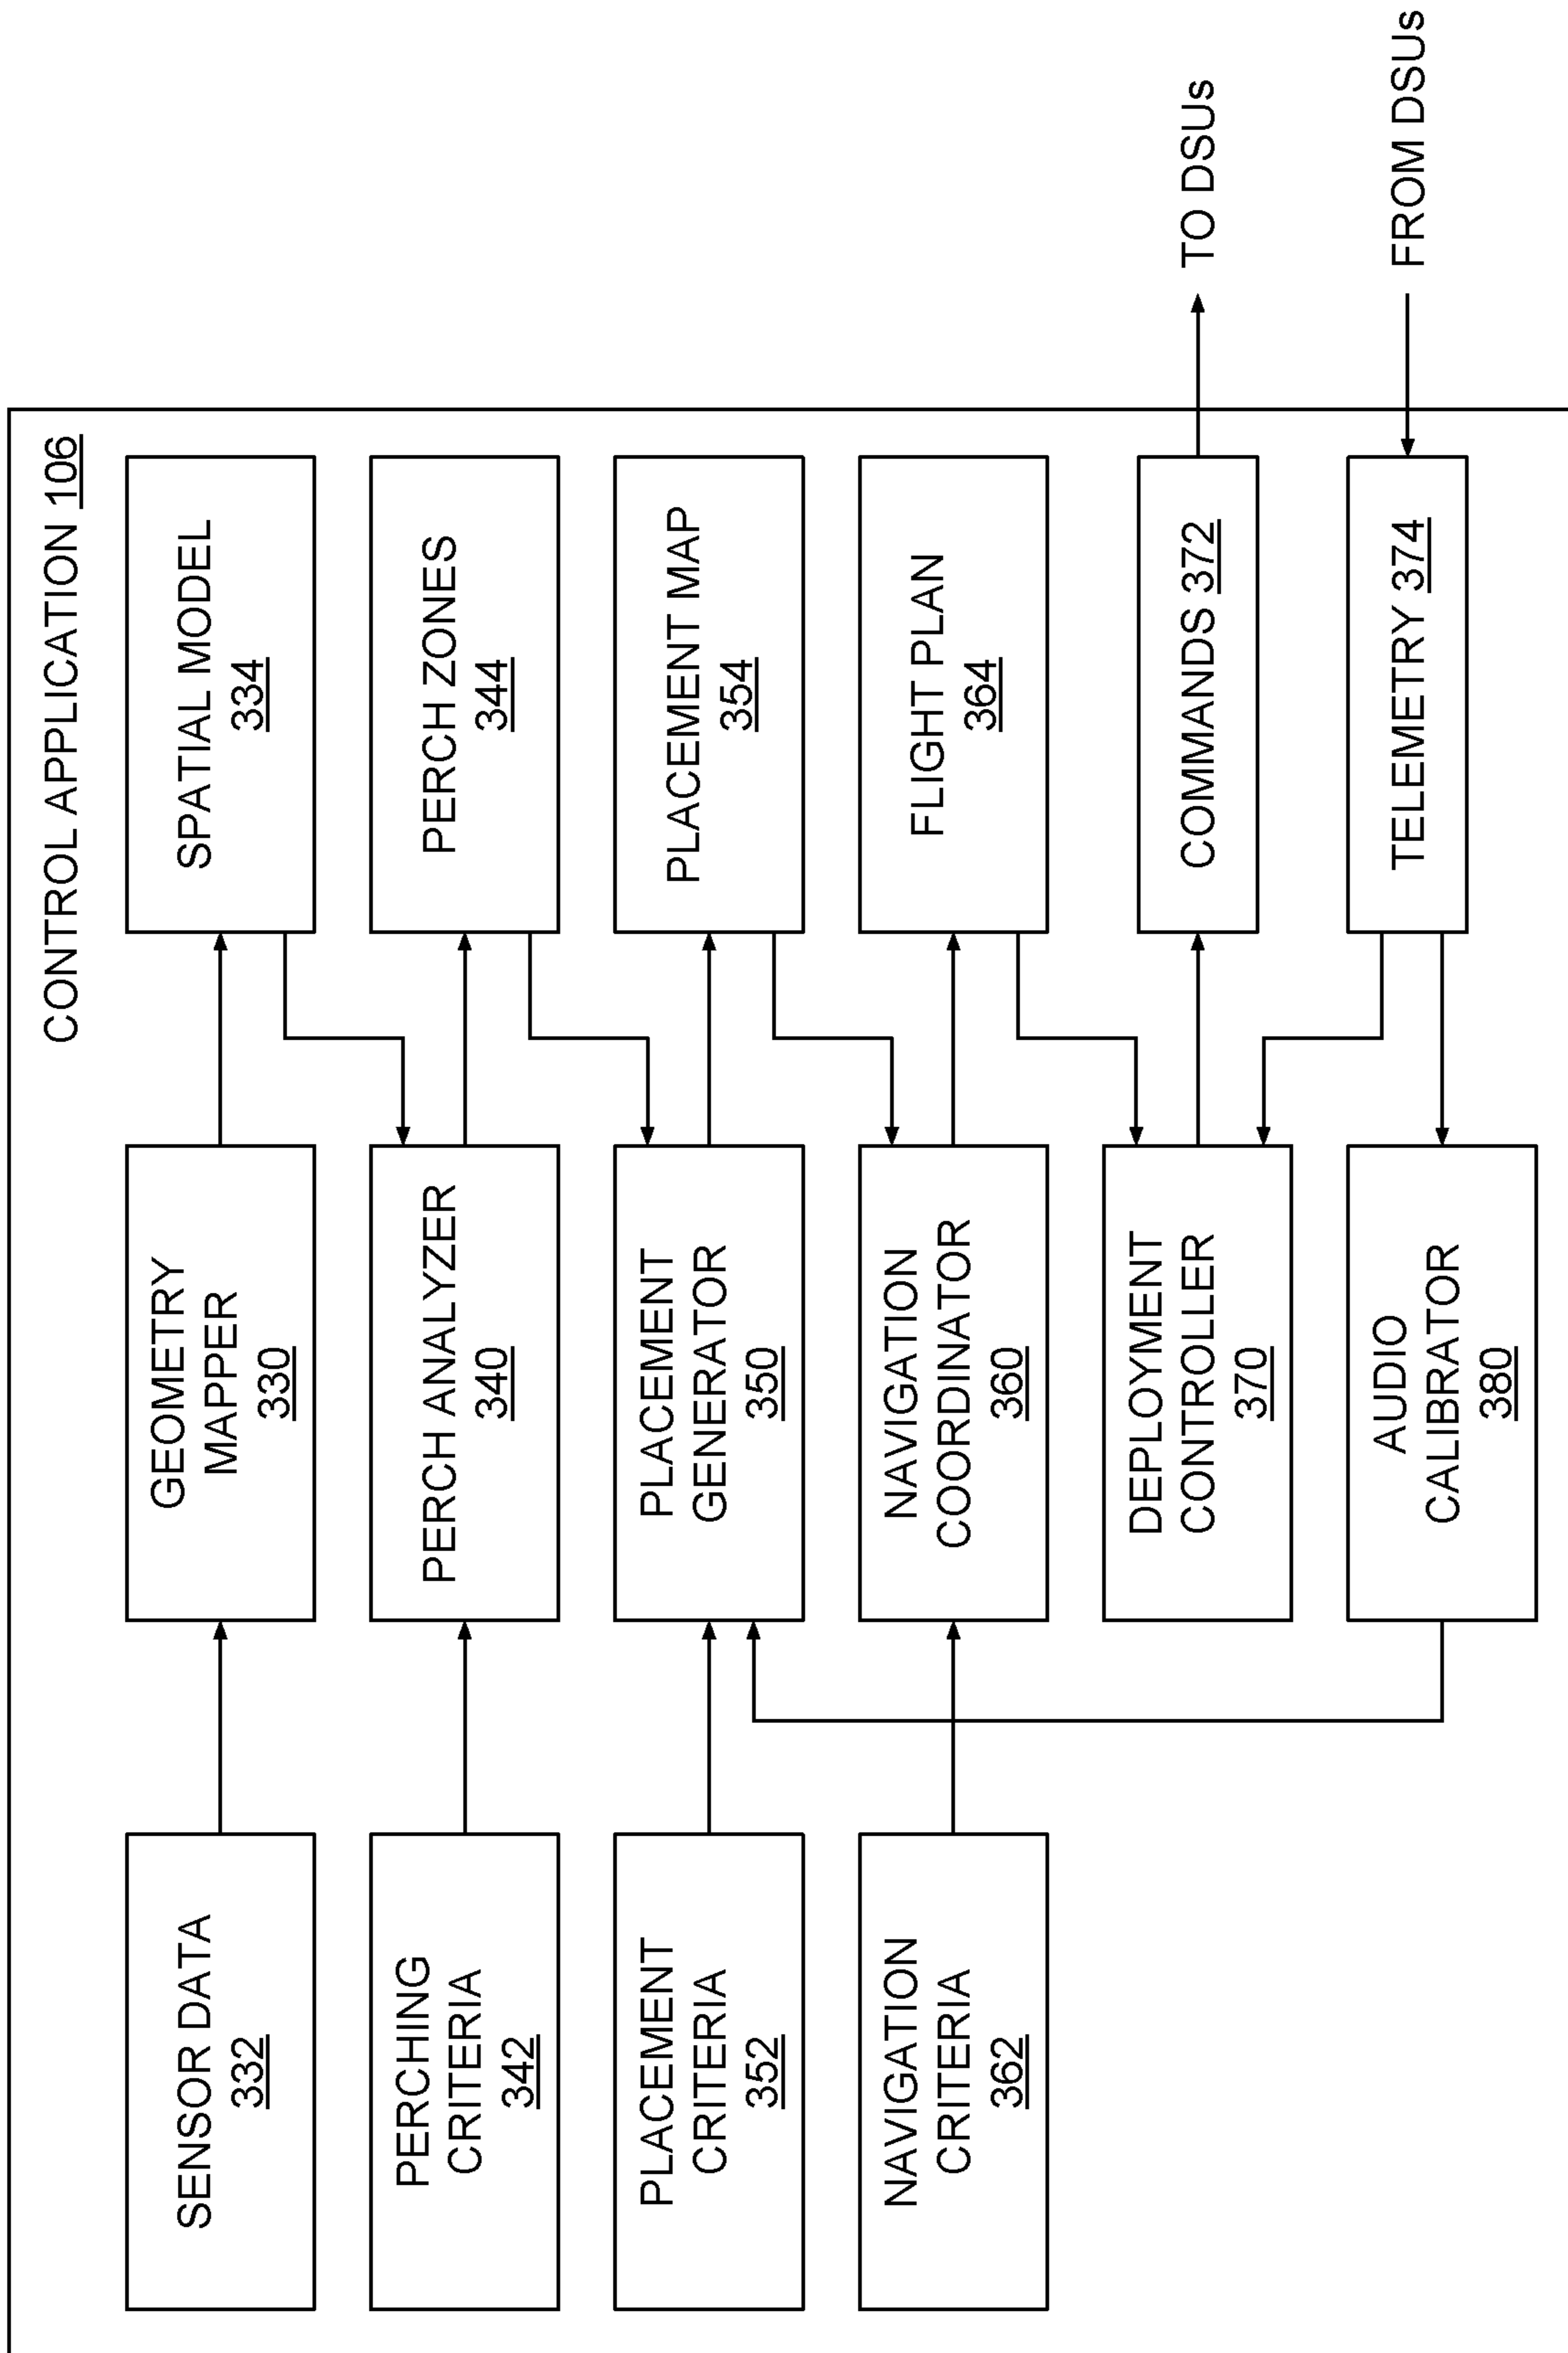 CONTROL APPLICATION 106
SENSOR DATA
332
GEOMETRY
MAPPER
330
SPATIAL MODEL
334
PERCHING
CRITERIA
342
PERCH ANALYZER
340
PERCH ZONES
344
PLACEMENT
CRITERIA
352
PLACEMENT
GENERATOR
350
PLACEMENT MAP
354
NAVIGATION
CRITERIA
362
NAVIGATION
COORDINATOR
360
FLIGHT PLAN
364
DEPLOYMENT
CONTROLLER
370
COMMANDS 372
TO DSUs
AUDIO
CALIBRATOR
380
TELEMETRY 374
FROM DSUs